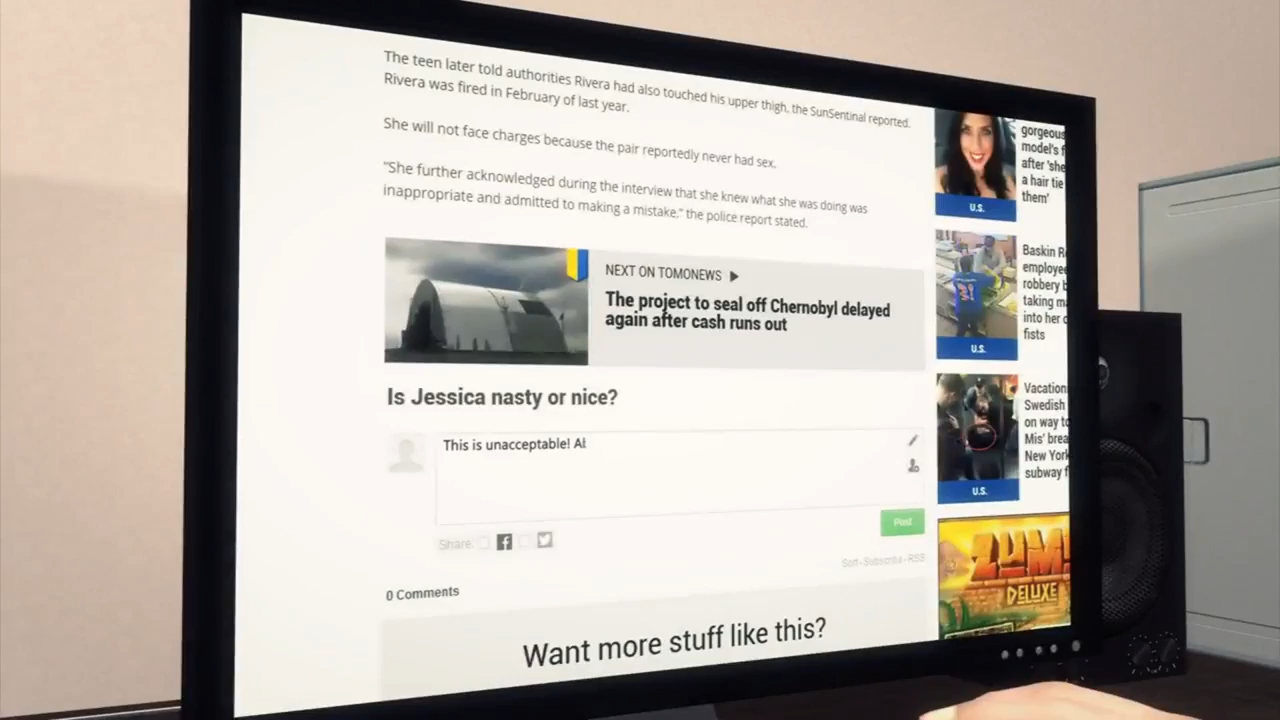 The teen later told authorities Rivera had also touched his upper thigh, the SunSentinal reported.
Rivera was fired in February of last year.
She will not face charges because the pair reportedly never had sex.
“She further acknowledged during the interview that she knew what she was doing was
inappropriate and admitted to making a mistake,” the police report stated.
NEXT ON TOMONEWS
The project to seal off Chernobyl delayed
again after cash runs out
Is Jessica nasty or nice?
This is unacceptable! Al
Post
Share:
Sort - Subscribe - RSS
0 Comments
Want more stuff like this?
gorgeous
model's f
after 'she
a hair tie
them'
U.S.
Baskin R
employee
robbery b
taking m
into her
fists
U.S.
Vacation
Swedish
on way to
Mis' brea
New York
subway f
U.S.
ZUM
DELUXE